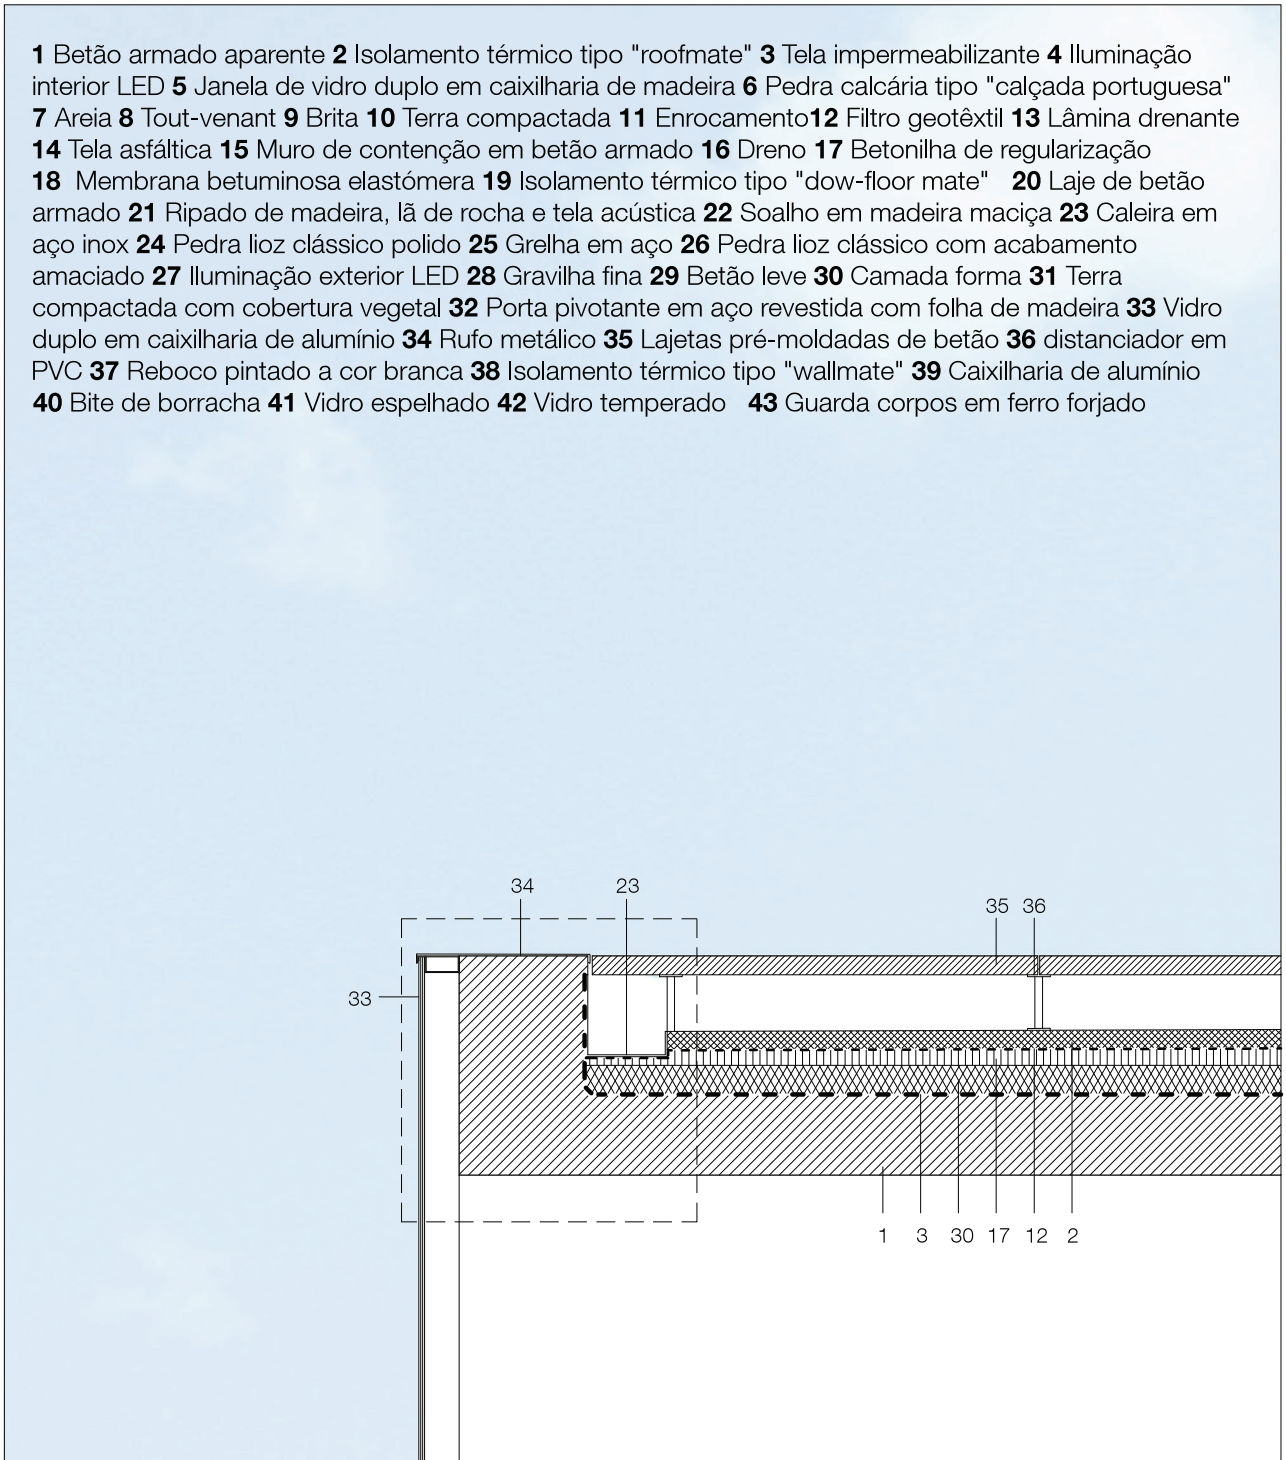 1 Betão armado aparente 2 Isolamento térmico tipo "roofmate" 3 Tela impermeabilizante 4 Iluminação
interior LED 5 Janela de vidro duplo em caixilharia de madeira 6 Pedra calcária tipo "calçada portuguesa"
7 Areia 8 Tout-venant 9 Brita 10 Terra compactada 11 Enrocamento12 Filtro geotêxtil 13 Lâmina drenante
14 Tela asfáltica 15 Muro de contenção em betão armado 16 Dreno 17 Betonilha de regularização
18 Membrana betuminosa elastómera 19 Isolamento térmico tipo "dow-floor mate" 20 Laje de betão
armado 21 Ripado de madeira, lã de rocha e tela acústica 22 Soalho em madeira maciça 23 Caleira em
aço inox 24 Pedra lioz clássico polido 25 Grelha em aço 26 Pedra lioz clássico com acabamento
amaciado 27 Iluminação exterior LED 28 Gravilha fina 29 Betão leve 30 Camada forma 31 Terra
compactada com cobertura vegetal 32 Porta pivotante em aço revestida com folha de madeira 33 Vidro
duplo em caixilharia de alumínio 34 Rufo metálico 35 Lajetas pré-moldadas de betão 36 distanciador em
PVC 37 Reboco pintado a cor branca 38 Isolamento térmico tipo "wallmate" 39 Caixilharia de alumínio
40 Bite de borracha 41 Vidro espelhado 42 Vidro temperado 43 Guarda corpos em ferro forjado
34 23
35 36
33
1 3 30 17 12 2